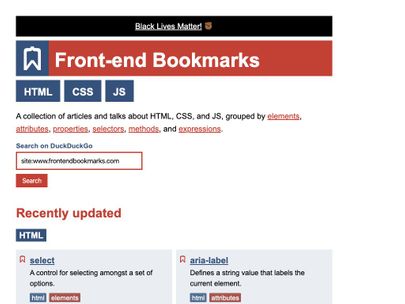 Black Lives Matter! ✊🏾
Front-end Bookmarks
HTML CSS JS
A collection of articles and talks about HTML, CSS, and JS, grouped by elements,
attributes, properties, selectors, methods, and expressions.
Search on DuckDuckGo
site:www.frontendbookmarks.com
Search
Recently updated
HTML
select
A control for selecting amongst a set of
options.
html elements
aria-label
Defines a string value that labels the
current element.
html attributes